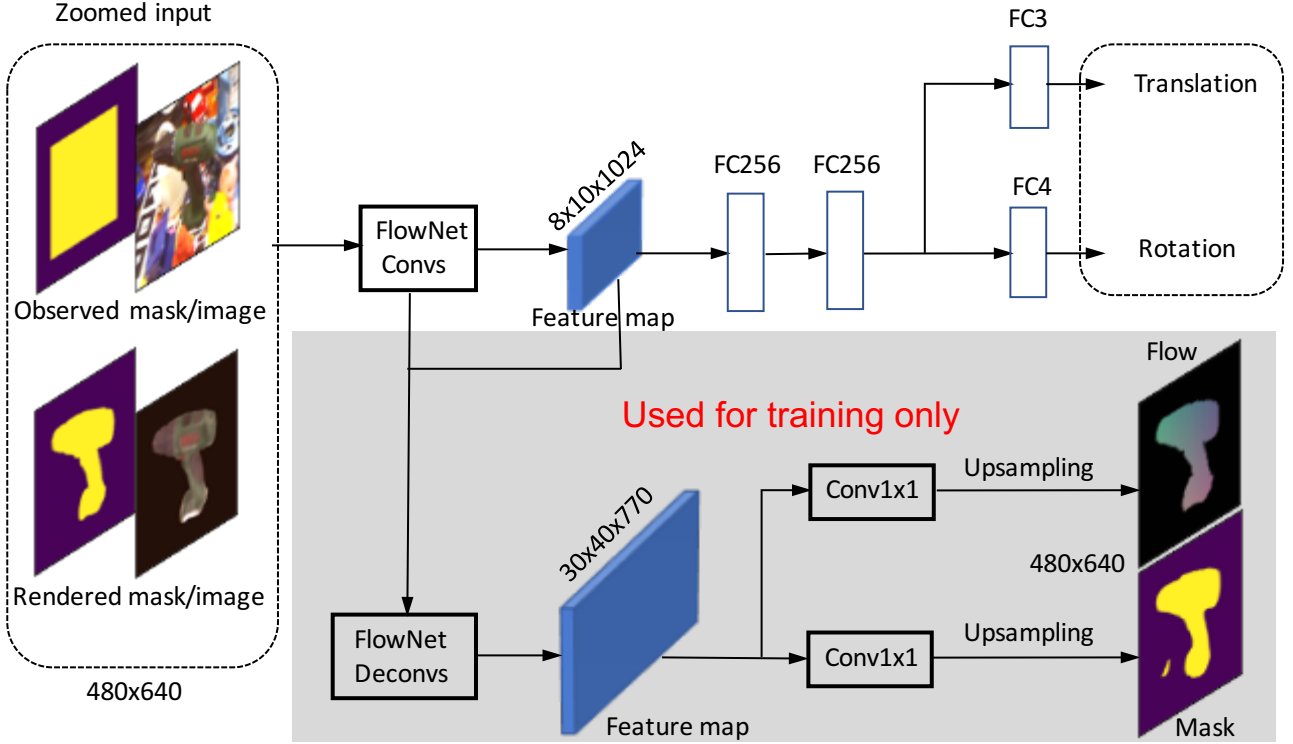 Zoomed input
Observed mask/image
Rendered mask/image
480x640
FlowNet
Convs
8x10x1024
Feature map
FC256
FC256
FC3
FC4
Translation
Rotation
Used for training only
FlowNet
Deconvs
30x40x770
Feature map
Conv1x1
Upsampling
Flow
480x640
Conv1x1
Upsampling
Mask